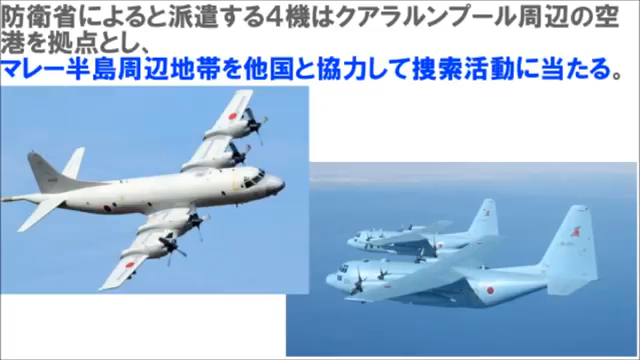 防衛省によると派遣する４機はクアラルンプール周辺の空
港を拠点とし、
マレー半島周辺地帯を他国と協力して捜索活動に当たる。